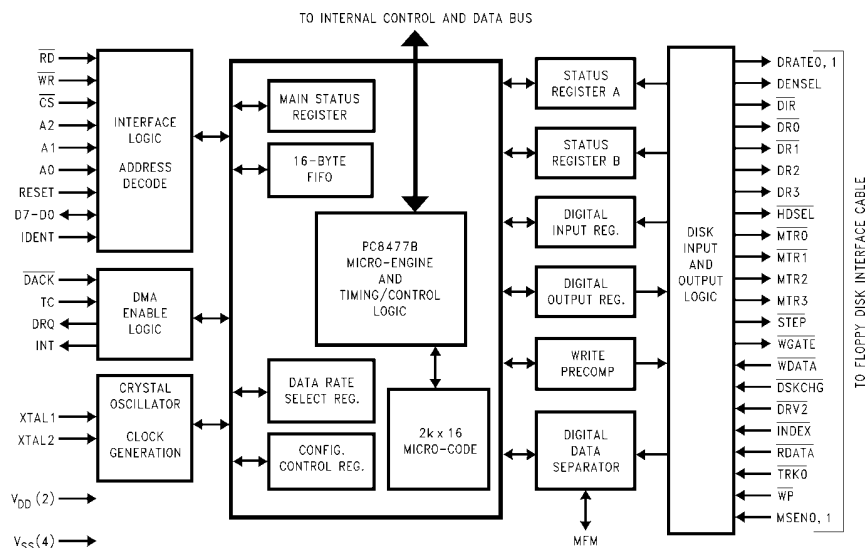 TO INTERNAL CONTROL AND DATA BUS
RD
WR
CS
A2
A1
A0
RESET
D7-D0
IDENT
INTERFACE
LOGIC
ADDRESS
DECODE
DACK
TC
DRQ
INT
DMA
ENABLE
LOGIC
XTAL1
XTAL2
CRYSTAL
OSCILLATOR
CLOCK
GENERATION
VDD (2)
VSS(4)
MAIN STATUS
REGISTER
16-BYTE
FIFO
PC8477B
MICRO-ENGINE
AND
TIMING/CONTROL
LOGIC
DATA RATE
SELECT REG.
CONFIG.
CONTROL REG.
2k x 16
MICRO-CODE
STATUS
REGISTER A
STATUS
REGISTER B
DIGITAL
INPUT REG.
DIGITAL
OUTPUT REG.
WRITE
PRECOMP
DIGITAL
DATA
SEPARATOR
MFM
DISK
INPUT
AND
OUTPUT
LOGIC
DRATE0, 1
DENSEL
DIR
DR0
DR1
DR2
DR3
HDSEL
MTR0
MTR1
MTR2
MTR3
STEP
WGATE
WDATA
DSKCHG
DRV2
INDEX
RDATA
TRK0
WP
MSEN0, 1
TO FLOPPY DISK INTERFACE CABLE